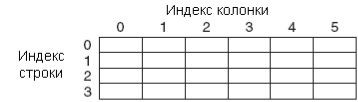 Индекс колонки
0 1 2 3 4 5
Индекс
строки
0
1
2
3